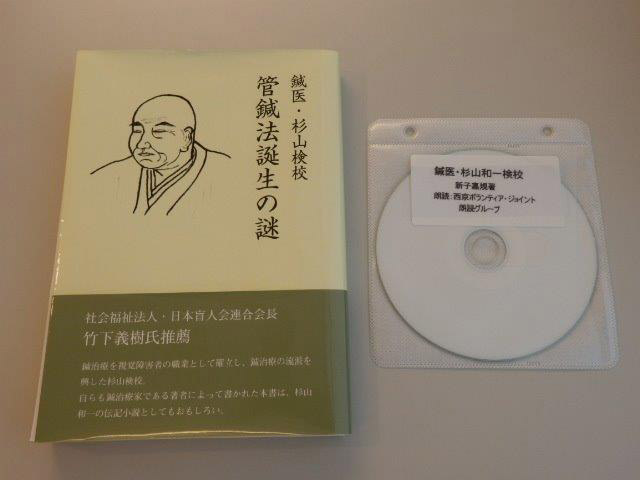 鍼医・杉山検校
管鍼法誕生の謎
社会福祉法人・日本盲人会連合会長
竹下義樹氏推薦
鍼治療を視覚障害者の職業として確立し、鍼治療の流派を
興した杉山検校。
自らも鍼治療家である著者によって書かれた本書は、杉山
和一の伝記小説としてもおもしろい。
鍼医・杉山和一検校
新子嘉規著
朗読：西京ボランティア・ジョイント
朗読グループ